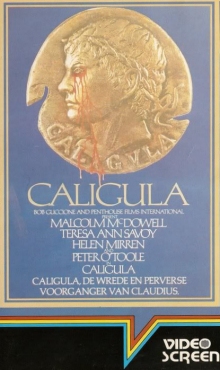 CALIGULA
CALIGULA
BOB GUCCIONE AND PENTHOUSE FILMS INTERNATIONAL
MALCOLM McDOWELL
TERESA ANN SAVOY
HELEN MIRREN
&
PETER O'TOOLE
CALIGULA
CALIGULA, DE WREDE EN PERVERSE
VOORGANGER VAN CLAUDIUS.
VIDEO
SCREEN